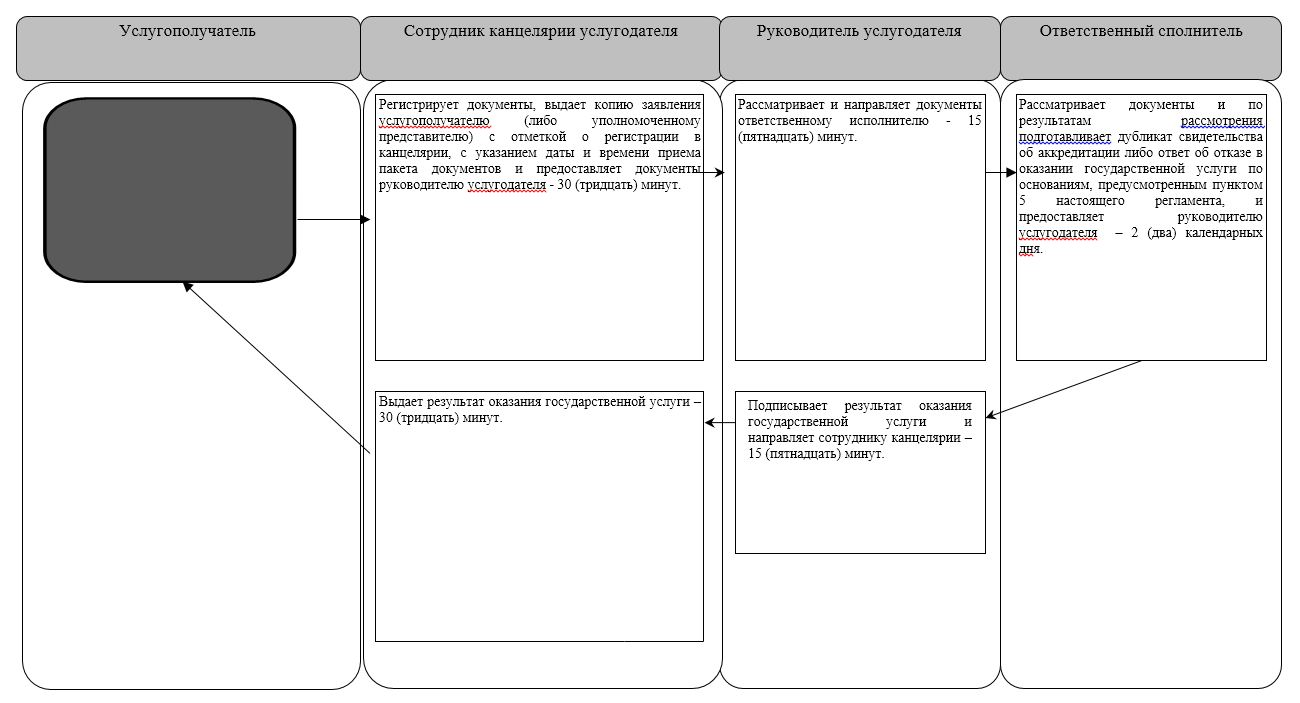 Услугополучатель
Сотрудник канцелярии услугодателя
Руководитель услугодателя
Ответственный сполнитель
Регистрирует документы, выдает копию заявления
услугополучателю (либо уполномоченному
представителю) с отметкой о регистрации в
канцелярии, с указанием даты и времени приема
пакета документов и предоставляет документы
руководителю услугодателя - 30 (тридцать) минут.
Рассматривает и направляет документы
ответственному исполнителю - 15
(пятнадцать) минут.
Рассматривает документы и по
результатам рассмотрения
подготавливает дубликат свидетельства
об аккредитации либо ответ об отказе в
оказании государственной услуги по
основаниям, предусмотренным пунктом
5 настоящего регламента, и
предоставляет руководителю
услугодателя – 2 (два) календарных
дня.
Выдает результат оказания государственной услуги –
30 (тридцать) минут.
Подписывает результат оказания
государственной услуги и
направляет сотруднику канцелярии –
15 (пятнадцать) минут.